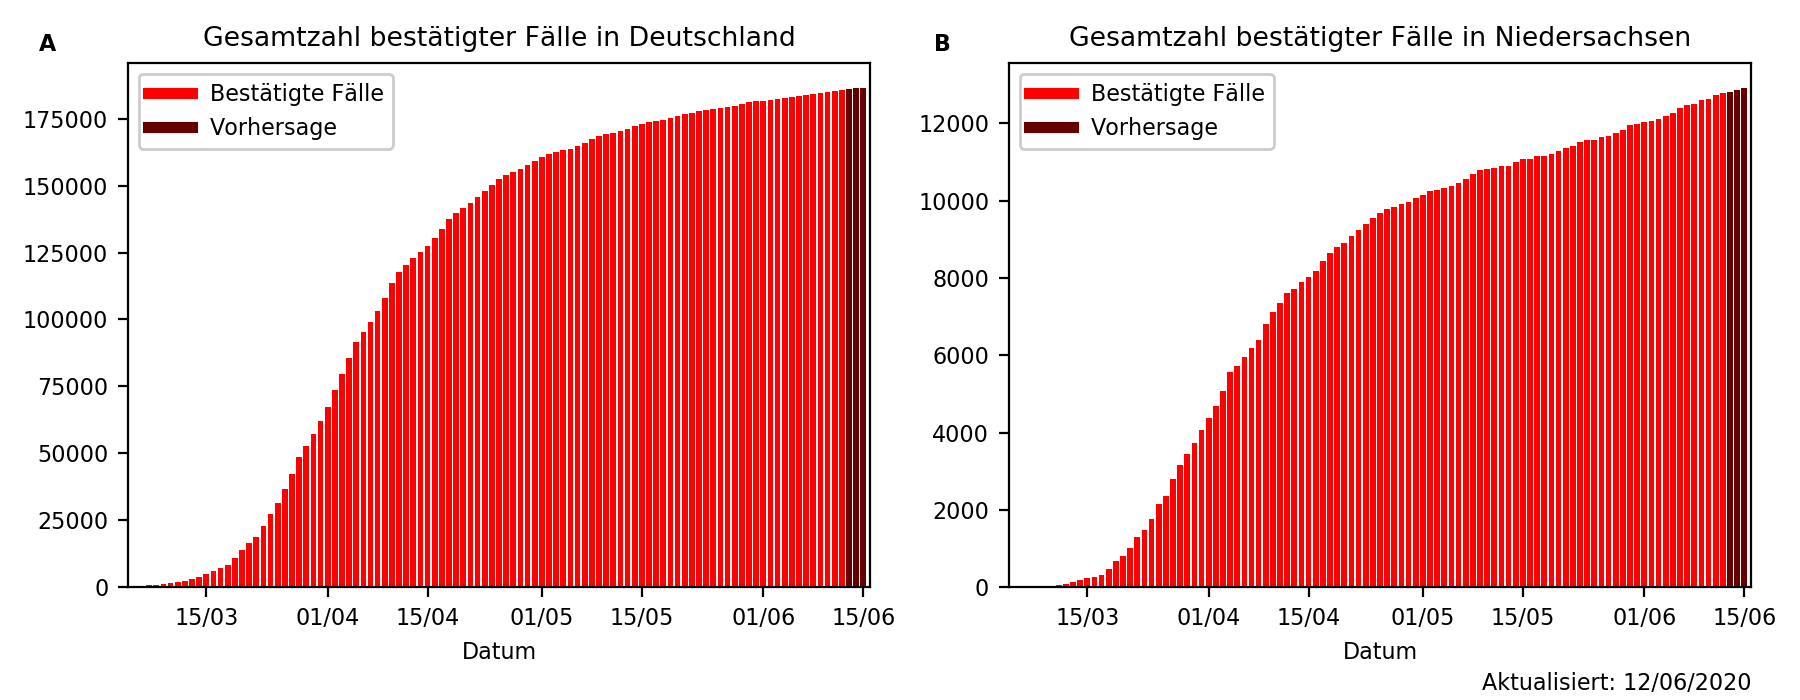 A
Gesamtzahl bestätigter Fälle in Deutschland
Bestätigte Fälle
Vorhersage
175000
150000
125000
100000
75000
50000
25000
0
15/03 01/04 15/04 01/05 15/05 01/06 15/06
Datum
B
Gesamtzahl bestätigter Fälle in Niedersachsen
Bestätigte Fälle
Vorhersage
12000
10000
8000
6000
4000
2000
0
15/03 01/04 15/04 01/05 15/05 01/06 15/06
Datum
Aktualisiert: 12/06/2020